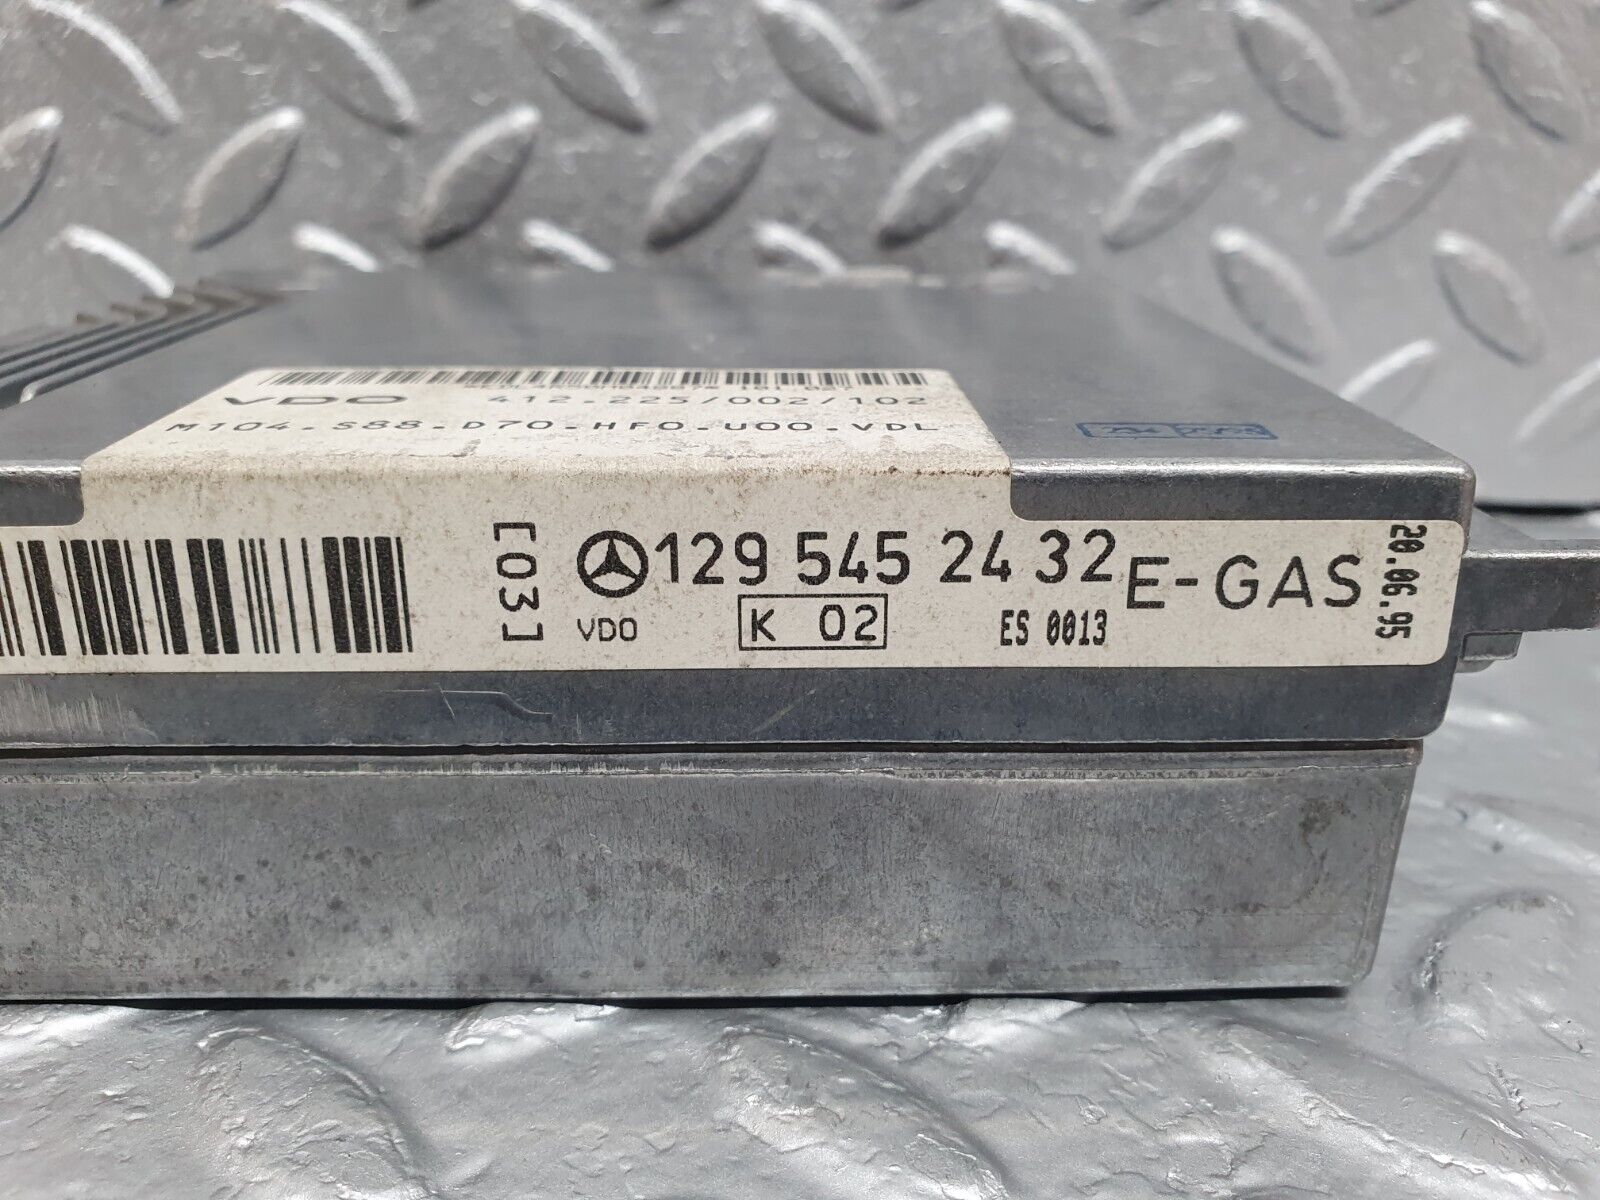 VDO 412.225/002/102
M104.S88.D70.HF0.U00.VDL
[03]
129 545 24 32 E-GAS
VDO K 02 ES 0013
20.06.95